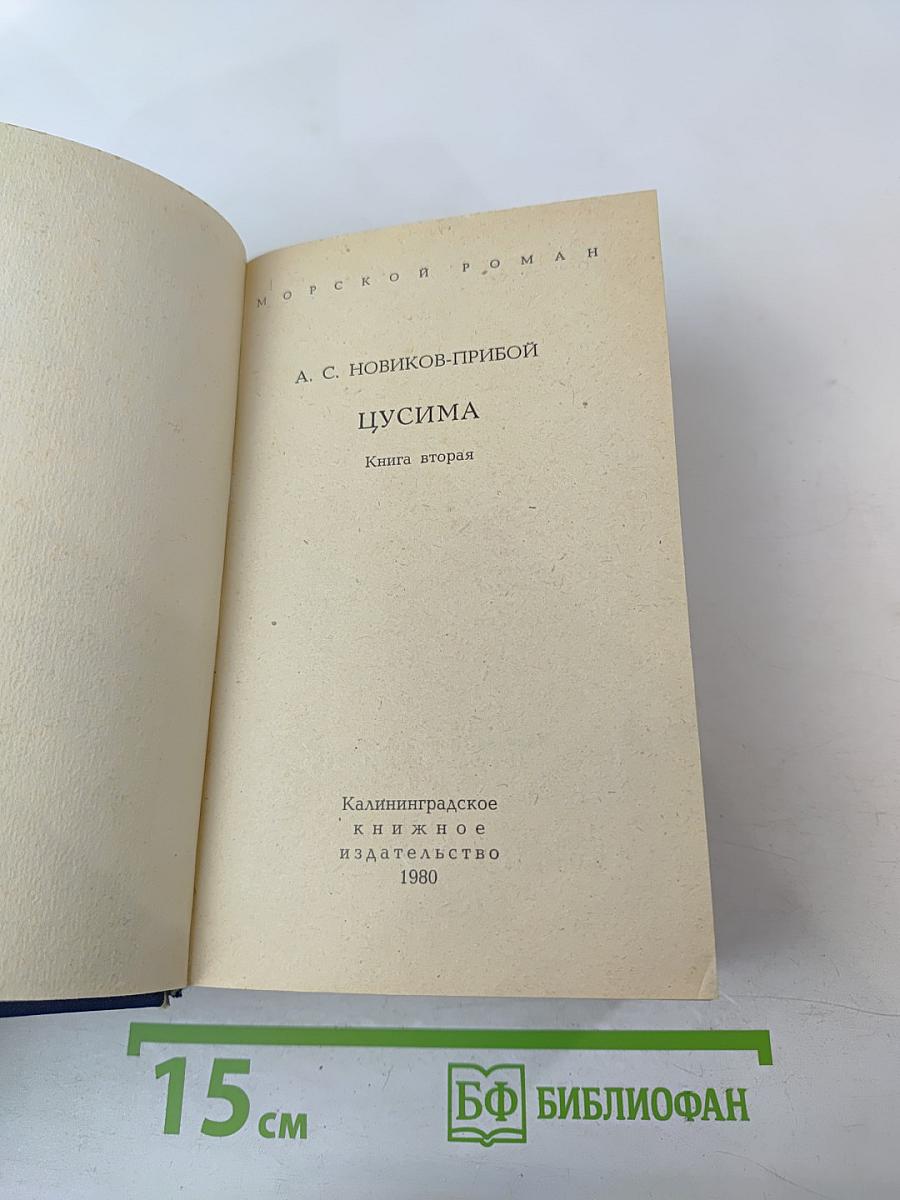 МОРСКОЙ РОМАН
А. С. НОВИКОВ-ПРИБОЙ
ЦУСИМА
Книга вторая
Калининградское
книжное
издательство
1980
15 см
БФ БИБЛИОФАН